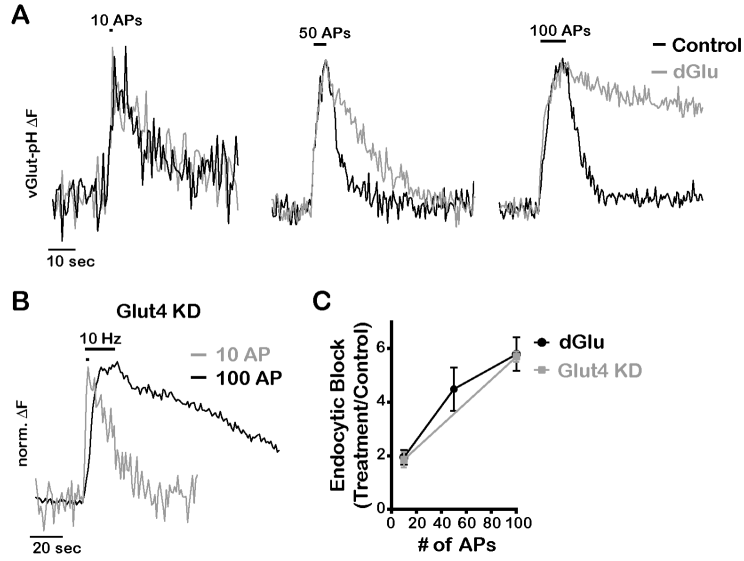 A
10 APs
50 APs
100 APs
Control
dGlu
vGlut-pH ΔF
10 sec
B
Glut4 KD
10 Hz
10 AP
100 AP
norm. ΔF
20 sec
C
dGlu
Glut4 KD
Endocytic Block
(Treatment/Control)
6
4
2
0
0 20 40 60 80 100
# of APs